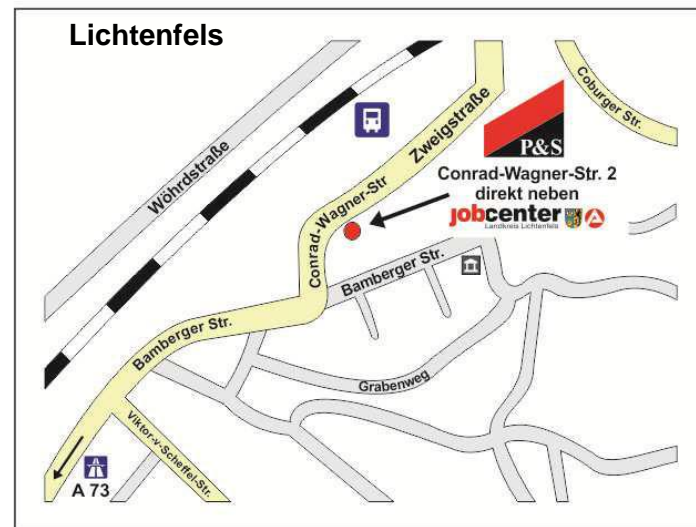 Lichtenfels
Wöhrdstraße
Zweigstraße
Coburger Str.
P&S
Conrad-Wagner-Str. 2
direkt neben
jobcenter
Landkreis Lichtenfels
Conrad-Wagner-Str
Bamberger Str.
Bamberger Str.
Grabenweg
Viktor-v-Scheffel-Str.
A 73